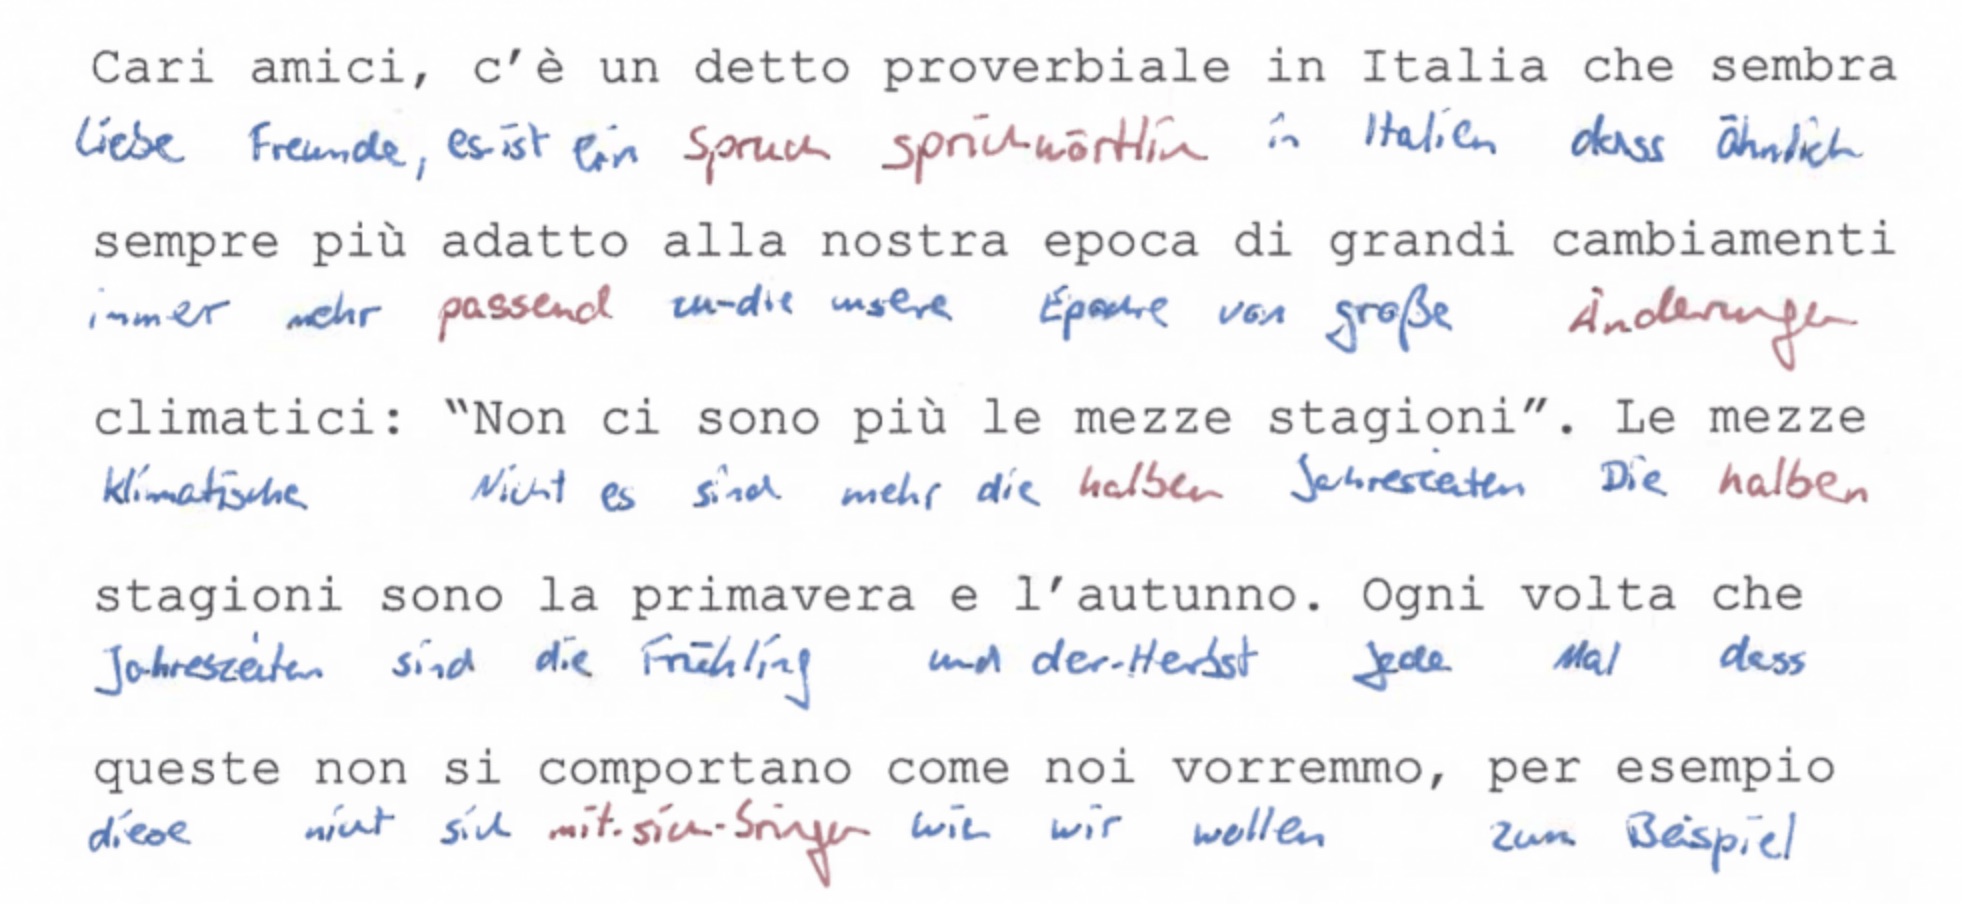 Cari amici, c'è un detto proverbiale in Italia che sembra
Liebe Freunde, es-ist ein Spruch sprichwörtlich in Italien dass ähnlich
sempre più adatto alla nostra epoca di grandi cambiamenti
immer mehr passend zu-die unsere Epoche von große Änderungen
climatici: “Non ci sono più le mezze stagioni”. Le mezze
klimatische Nicht es sind mehr die halben Jahreszeiten Die halben
stagioni sono la primavera e l'autunno. Ogni volta che
Jahreszeiten sind die Frühling und der-Herbst Jede Mal dass
queste non si comportano come noi vorremmo, per esempio
diese nicht sich mit-sich-bringen wie wir wollen zum Beispiel